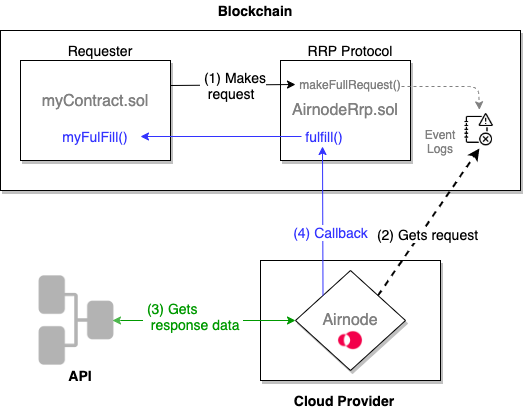 Blockchain
Requester
RRP Protocol
myContract.sol
(1) Makes
request
makeFullRequest()
AirnodeRrp.sol
myFulFill()
fulfill()
Event
Logs
(4) Callback
(2) Gets request
(3) Gets
response data
Airnode
API
Cloud Provider